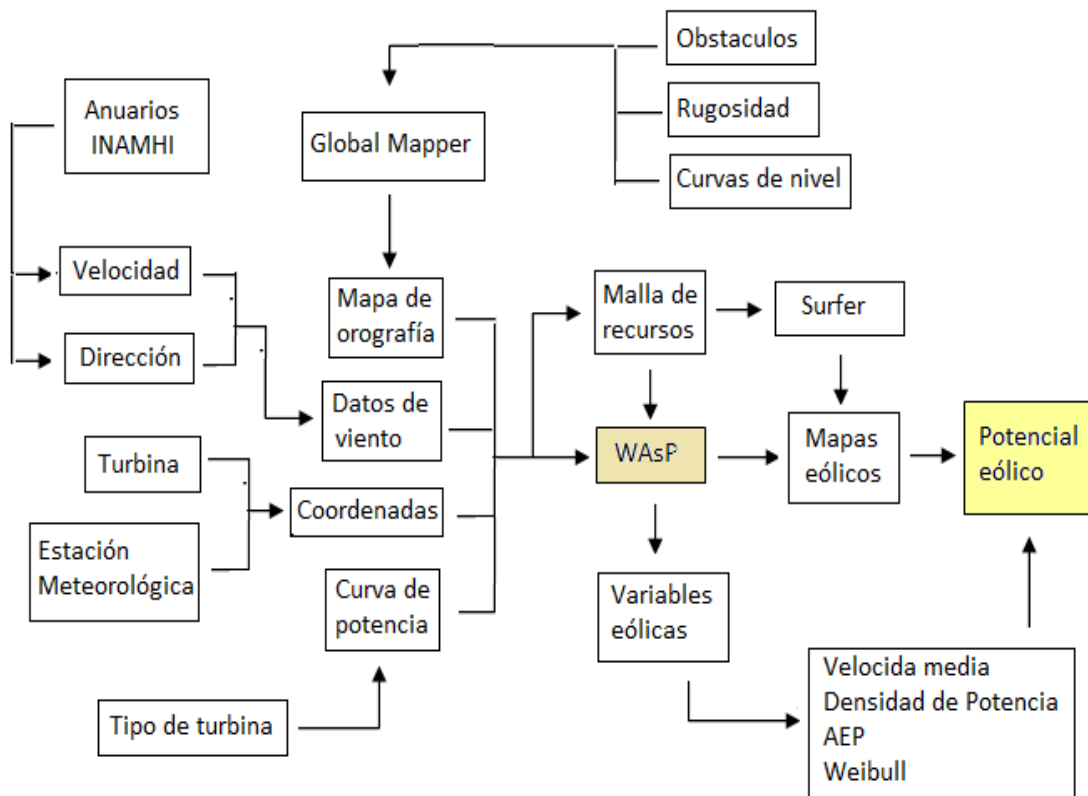 Obstaculos
Anuarios
INAMHI
Rugosidad
Global Mapper
Curvas de nivel
Velocidad
Mapa de
orografía
Malla de
recursos
Surfer
Dirección
Datos de
viento
WAsP
Mapas
eólicos
Potencial
eólico
Turbina
Coordenadas
Estación
Meteorológica
Curva de
potencia
Variables
eólicas
Tipo de turbina
Velocida media
Densidad de Potencia
AEP
Weibull